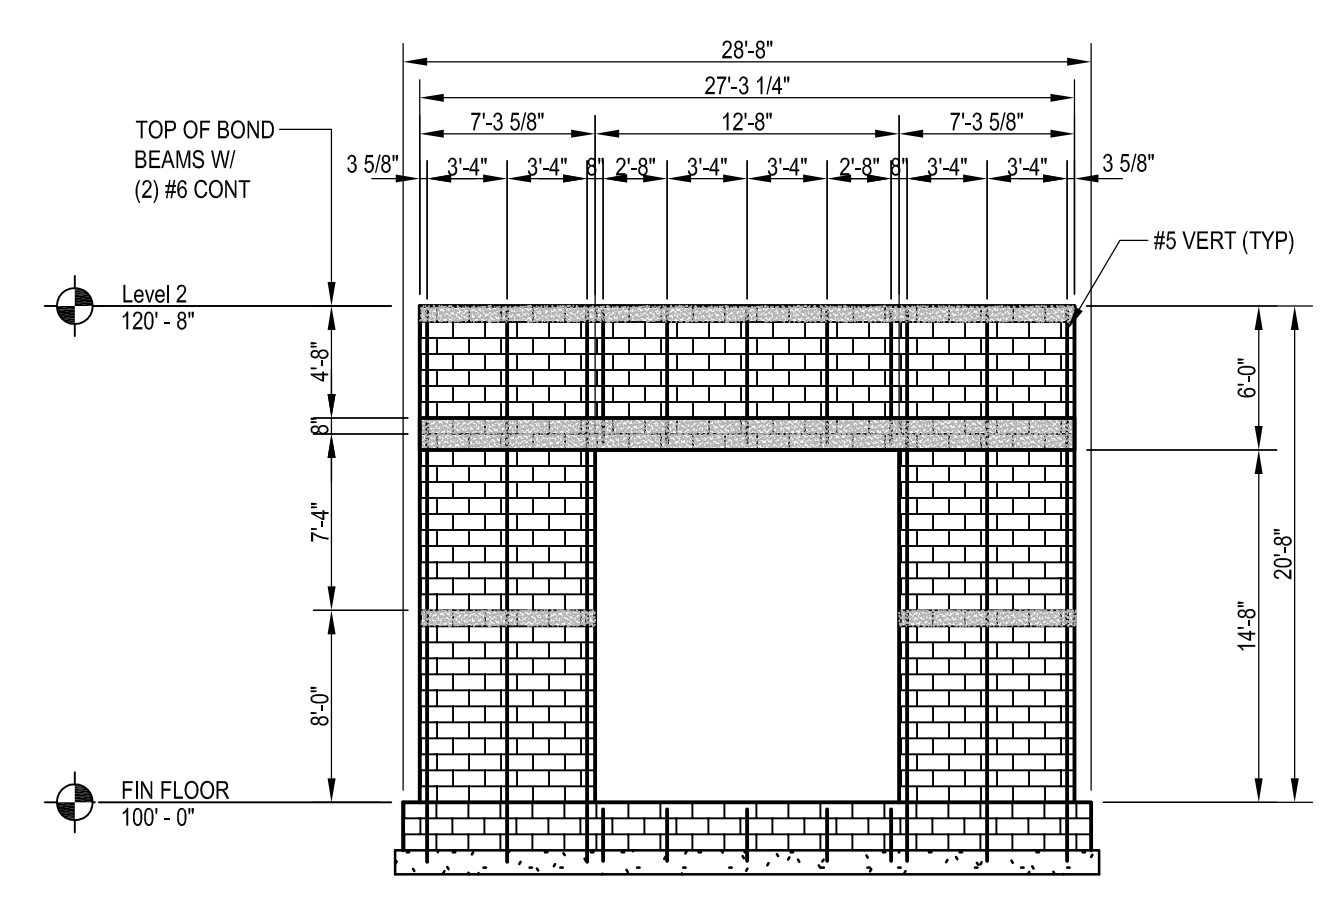 28'-8"
27'-3 1/4"
7'-3 5/8" 12'-8" 7'-3 5/8"
TOP OF BOND
BEAMS W/
(2) #6 CONT
3 5/8" 3'-4" 3'-4" 8" 2'-8" 3'-4" 3'-4" 2'-8" 8" 3'-4" 3'-4" 3 5/8"
#5 VERT (TYP)
Level 2
120' - 8"
4'-8"
8"
7'-4"
8'-0"
6'-0"
14'-8"
20'-8"
FIN FLOOR
100' - 0"